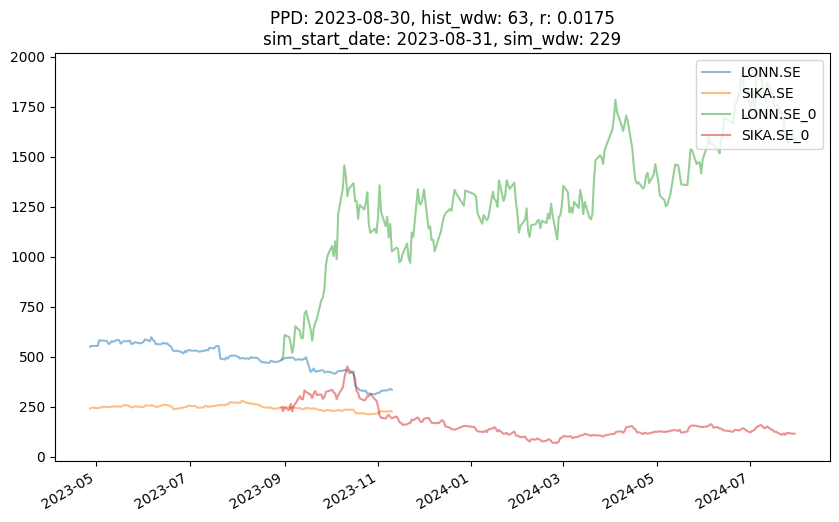 PPD: 2023-08-30, hist_wdw: 63, r: 0.0175
sim_start_date: 2023-08-31, sim_wdw: 229
2000
1750
1500
1250
1000
750
500
250
0
LONN.SE
SIKA.SE
LONN.SE_0
SIKA.SE_0
2023-05
2023-07
2023-09
2023-11
2024-01
2024-03
2024-05
2024-07